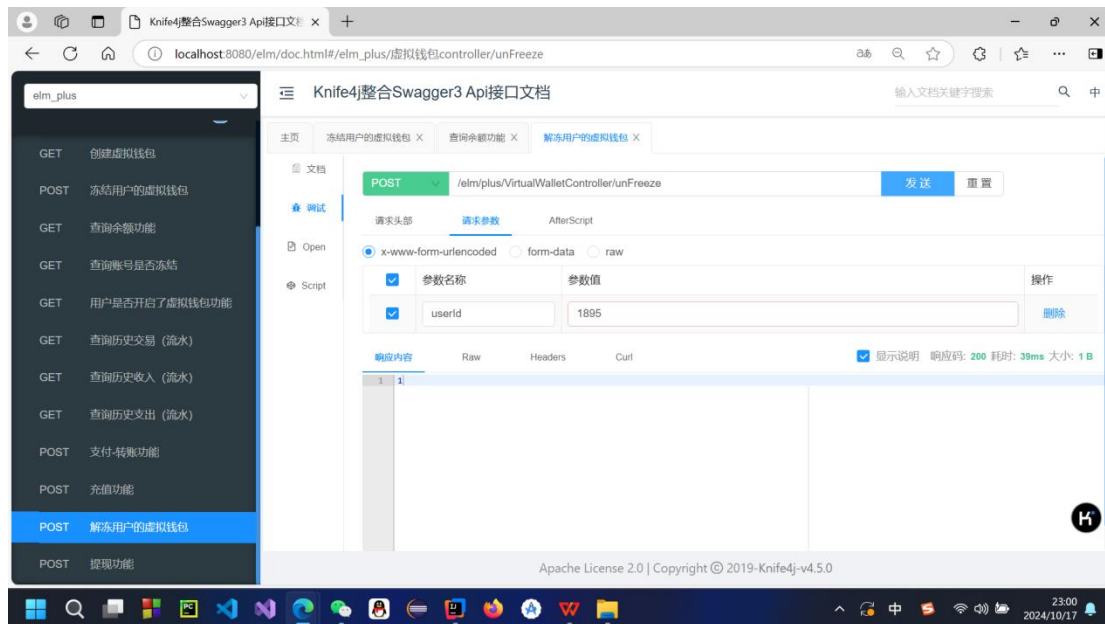 Knife4j整合Swagger3 Api接口文档
localhost:8080/elm/doc.html#/elm_plus/虚拟钱包controller/unFreeze
elm_plus
Knife4j整合Swagger3 Api接口文档
输入文档关键字搜索
中
主页 冻结用户的虚拟钱包 查询余额功能 解冻用户的虚拟钱包
GET 创建虚拟钱包
POST 冻结用户的虚拟钱包
GET 查询余额功能
GET 查询账号是否冻结
GET 用户是否开启了虚拟钱包功能
GET 查询历史交易（流水）
GET 查询历史收入（流水）
GET 查询历史支出（流水）
POST 支付-转账功能
POST 充值功能
POST 解冻用户的虚拟钱包
POST 提现功能
文档
调试
Open
Script
POST /elm/plus/VirtualWalletController/unFreeze 发送 重置
请求头部 请求参数 AfterScript
x-www-form-urlencoded form-data raw
参数名称 参数值 操作
userId 1895 删除
响应内容 Raw Headers Curl 显示说明 响应码: 200 耗时: 39ms 大小: 1 B
1 1
Apache License 2.0 | Copyright © 2019-Knife4j-v4.5.0
中
23:00
2024/10/17